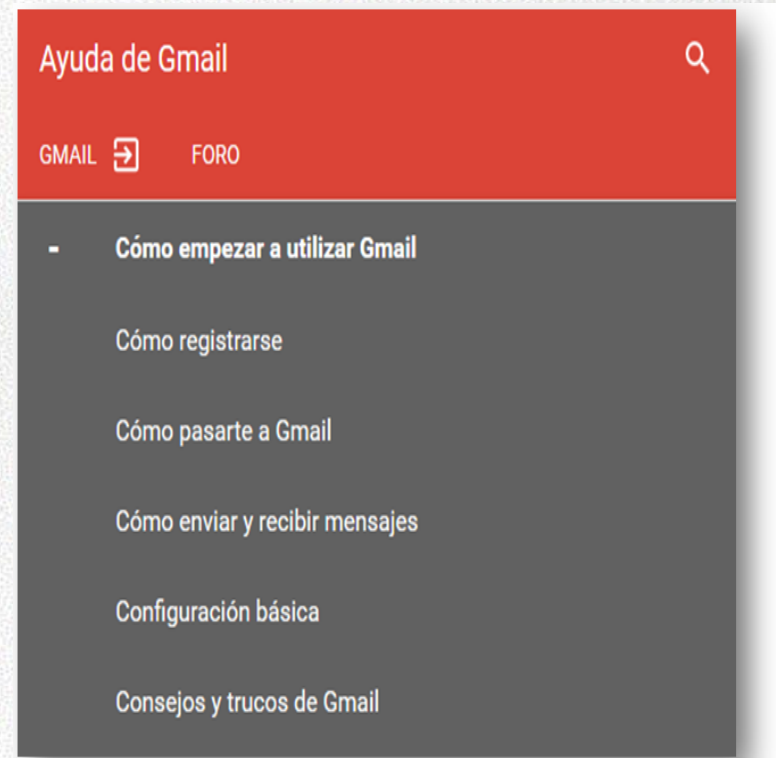 Ayuda de Gmail
GMAIL FORO
- Cómo empezar a utilizar Gmail
Cómo registrarse
Cómo pasarte a Gmail
Cómo enviar y recibir mensajes
Configuración básica
Consejos y trucos de Gmail